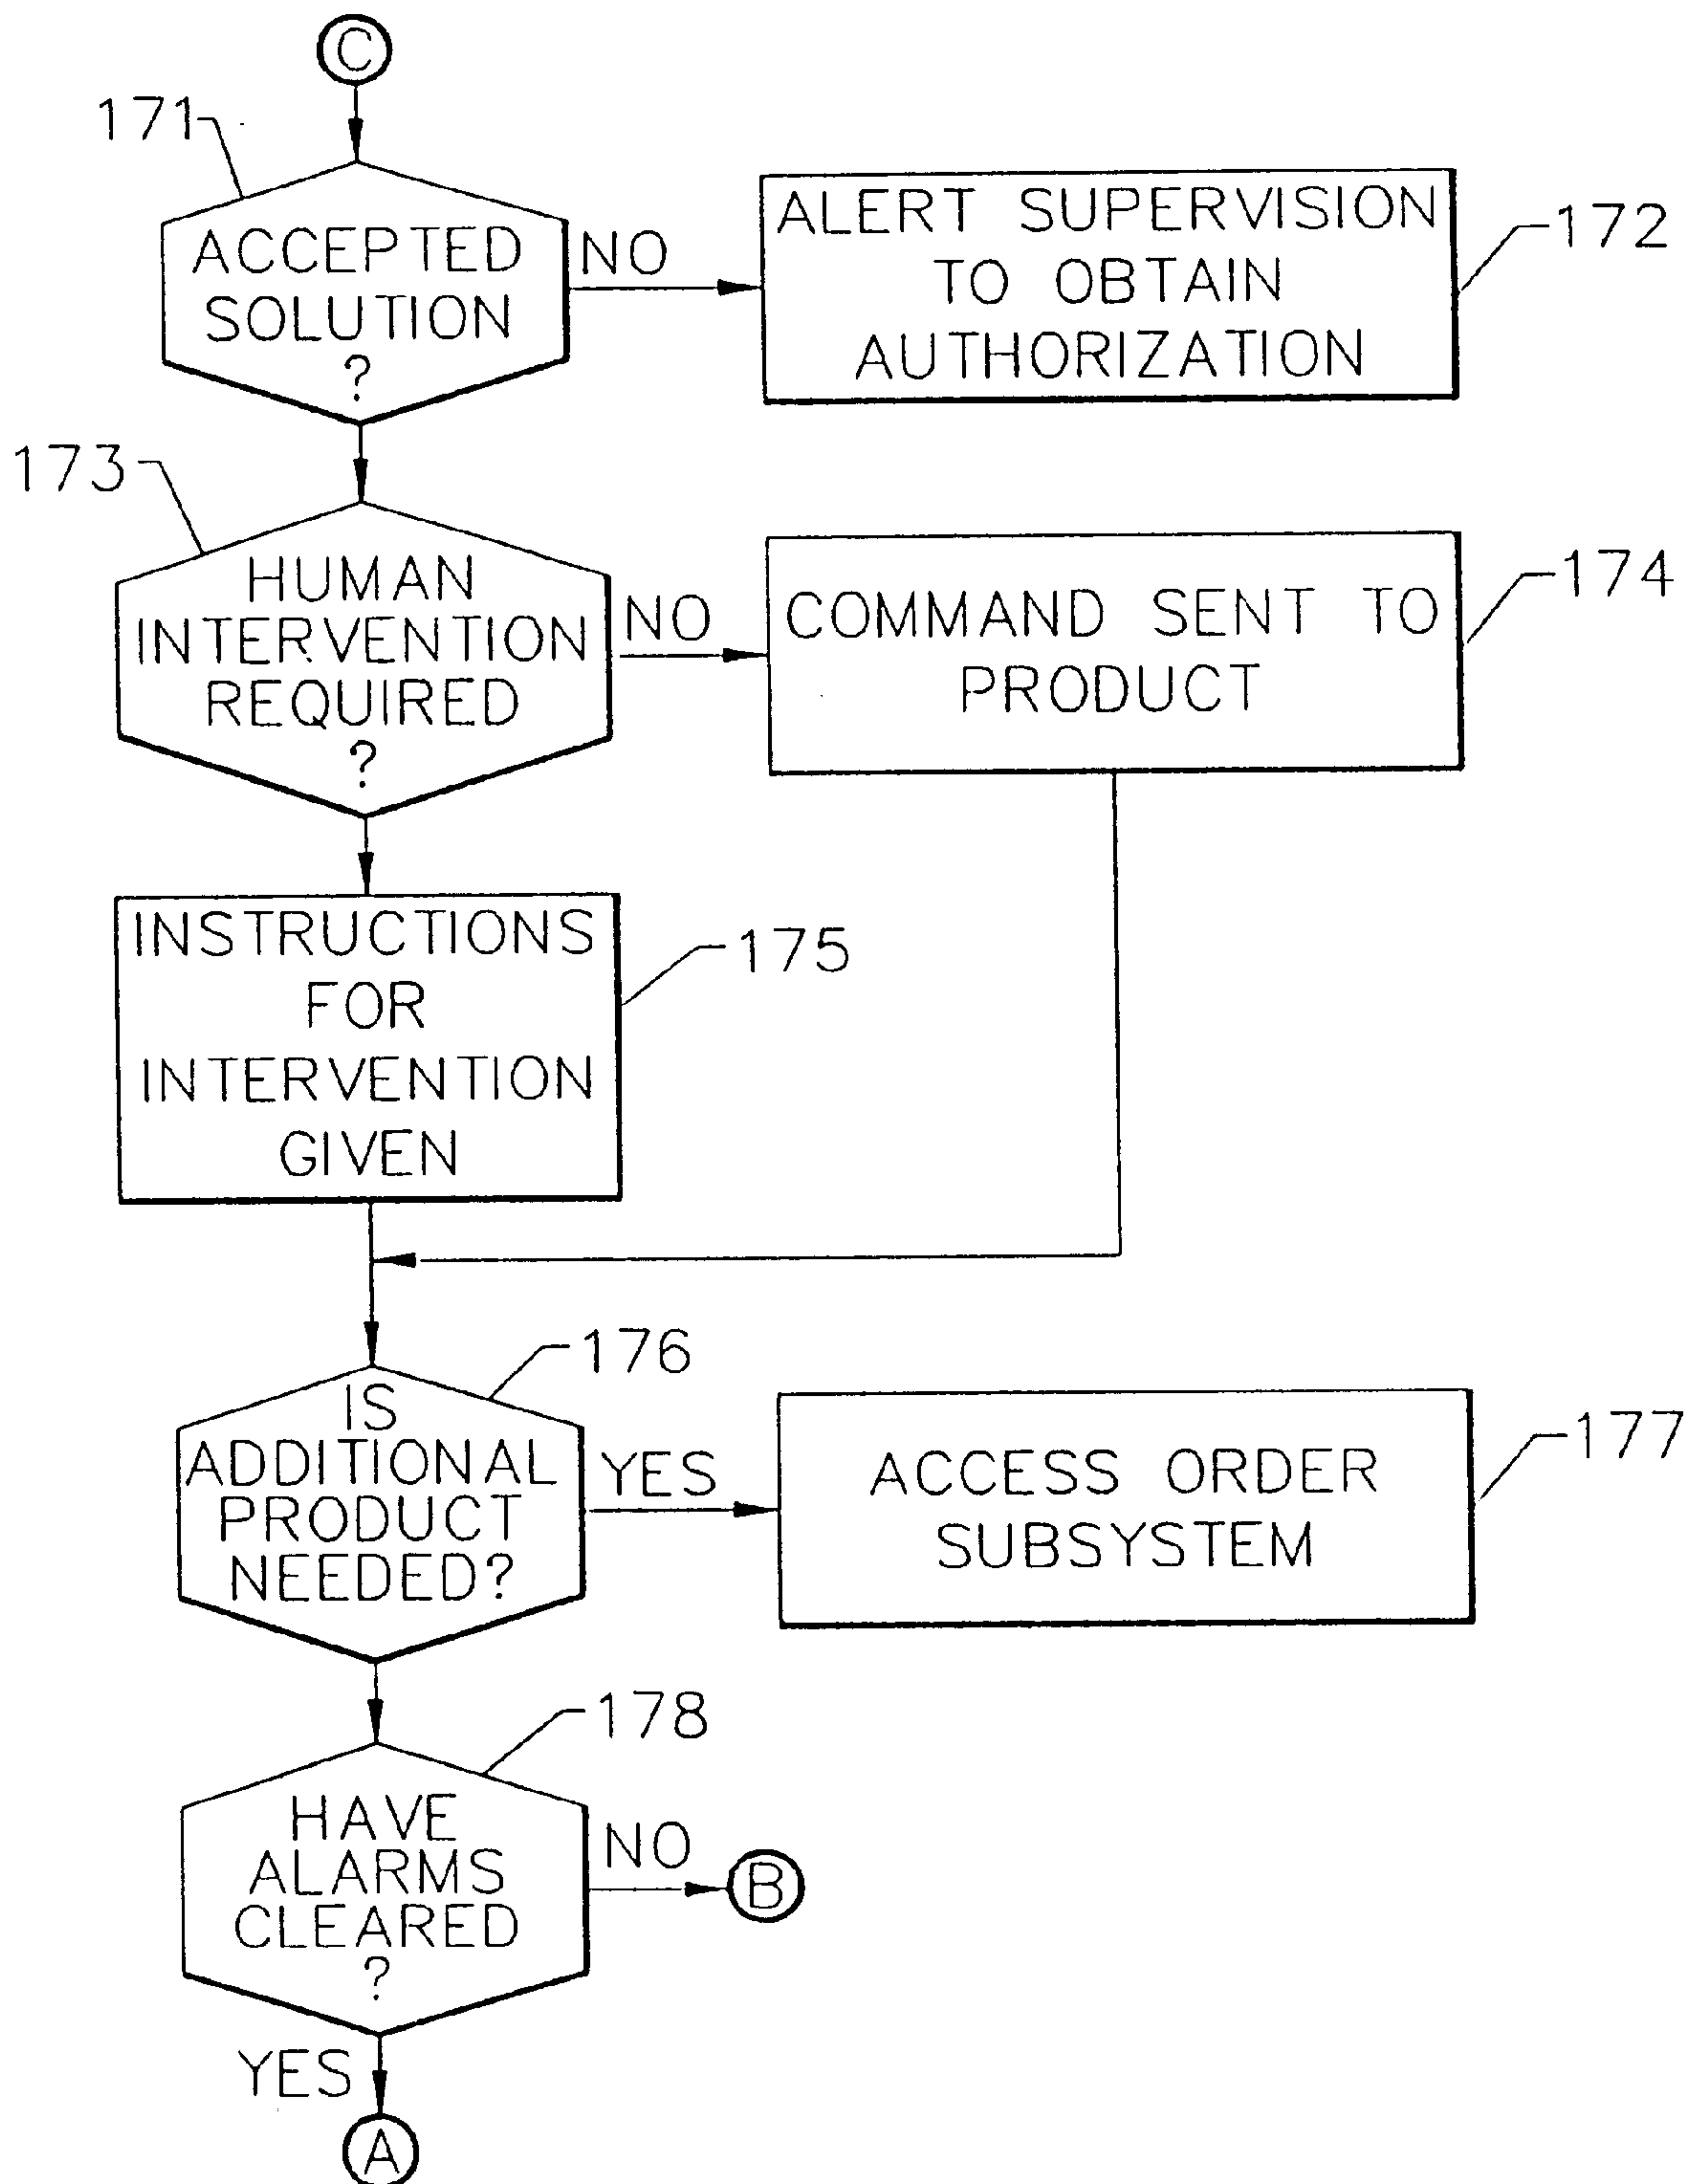 C
171
ACCEPTED
SOLUTION
?
NO
ALERT SUPERVISION
TO OBTAIN
AUTHORIZATION
172
173
HUMAN
INTERVENTION
REQUIRED
?
NO
COMMAND SENT TO
PRODUCT
174
INSTRUCTIONS
FOR
INTERVENTION
GIVEN
175
176
IS
ADDITIONAL
PRODUCT
NEEDED?
YES
ACCESS ORDER
SUBSYSTEM
177
178
HAVE
ALARMS
CLEARED
?
NO
B
YES
A